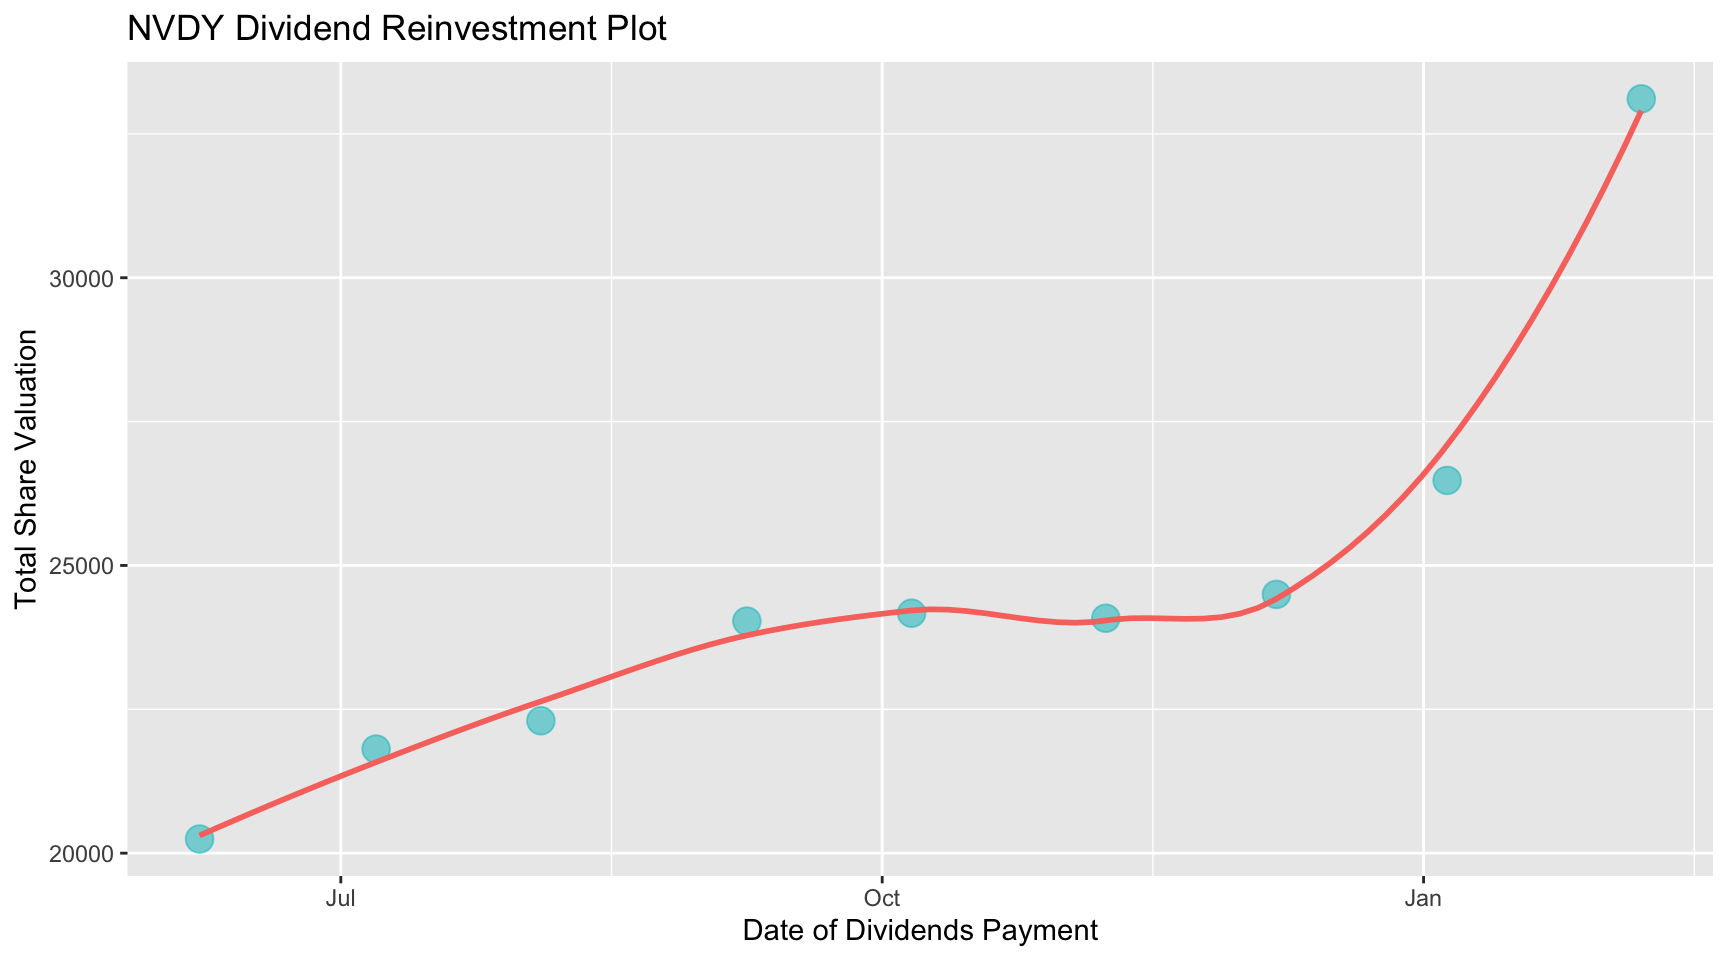 NVDY Dividend Reinvestment Plot
Total Share Valuation
30000
25000
20000
Jul
Oct
Jan
Date of Dividends Payment